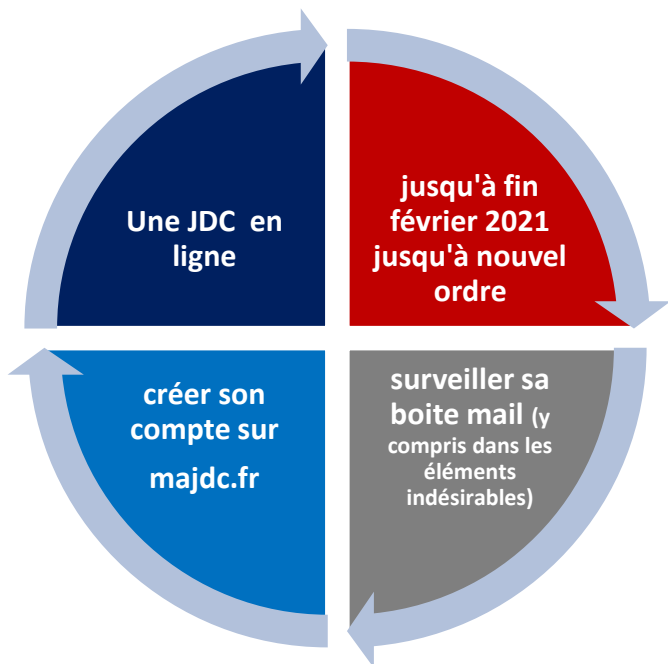 Une JDC en
ligne
jusqu'à fin
février 2021
jusqu'à nouvel
ordre
surveiller sa
boite mail (y
compris dans les
éléments
indésirables)
créer son
compte sur
majdc.fr